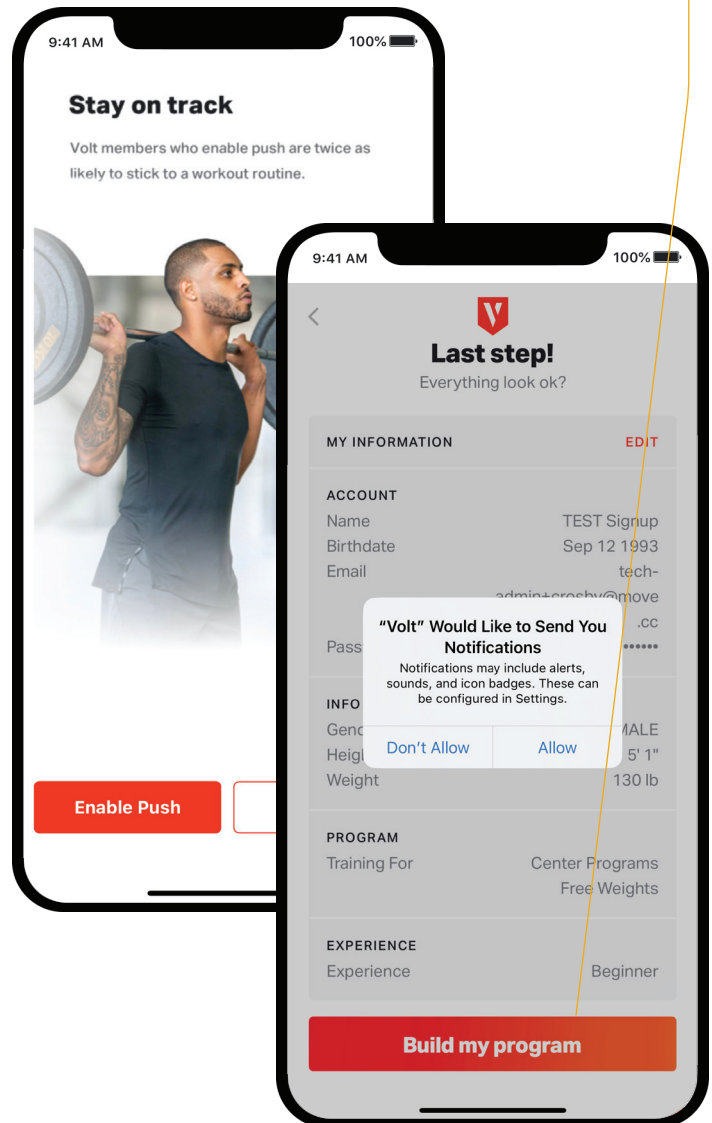 9:41 AM 100%
Stay on track
Volt members who enable push are twice as
likely to stick to a workout routine.
Enable Push
9:41 AM 100%
V
Last step!
Everything look ok?
MY INFORMATION EDIT
ACCOUNT
Name TEST Signup
Birthdate Sep 12 1993
Email tech-
admin+crosby@move
.cc
Pass ••••••
“Volt” Would Like to Send You
Notifications
Notifications may include alerts,
sounds, and icon badges. These can
be configured in Settings.
Don’t Allow Allow
INFO
Gend MALE
Heig 5' 1"
Weight 130 lb
PROGRAM
Training For Center Programs
Free Weights
EXPERIENCE
Experience Beginner
Build my program